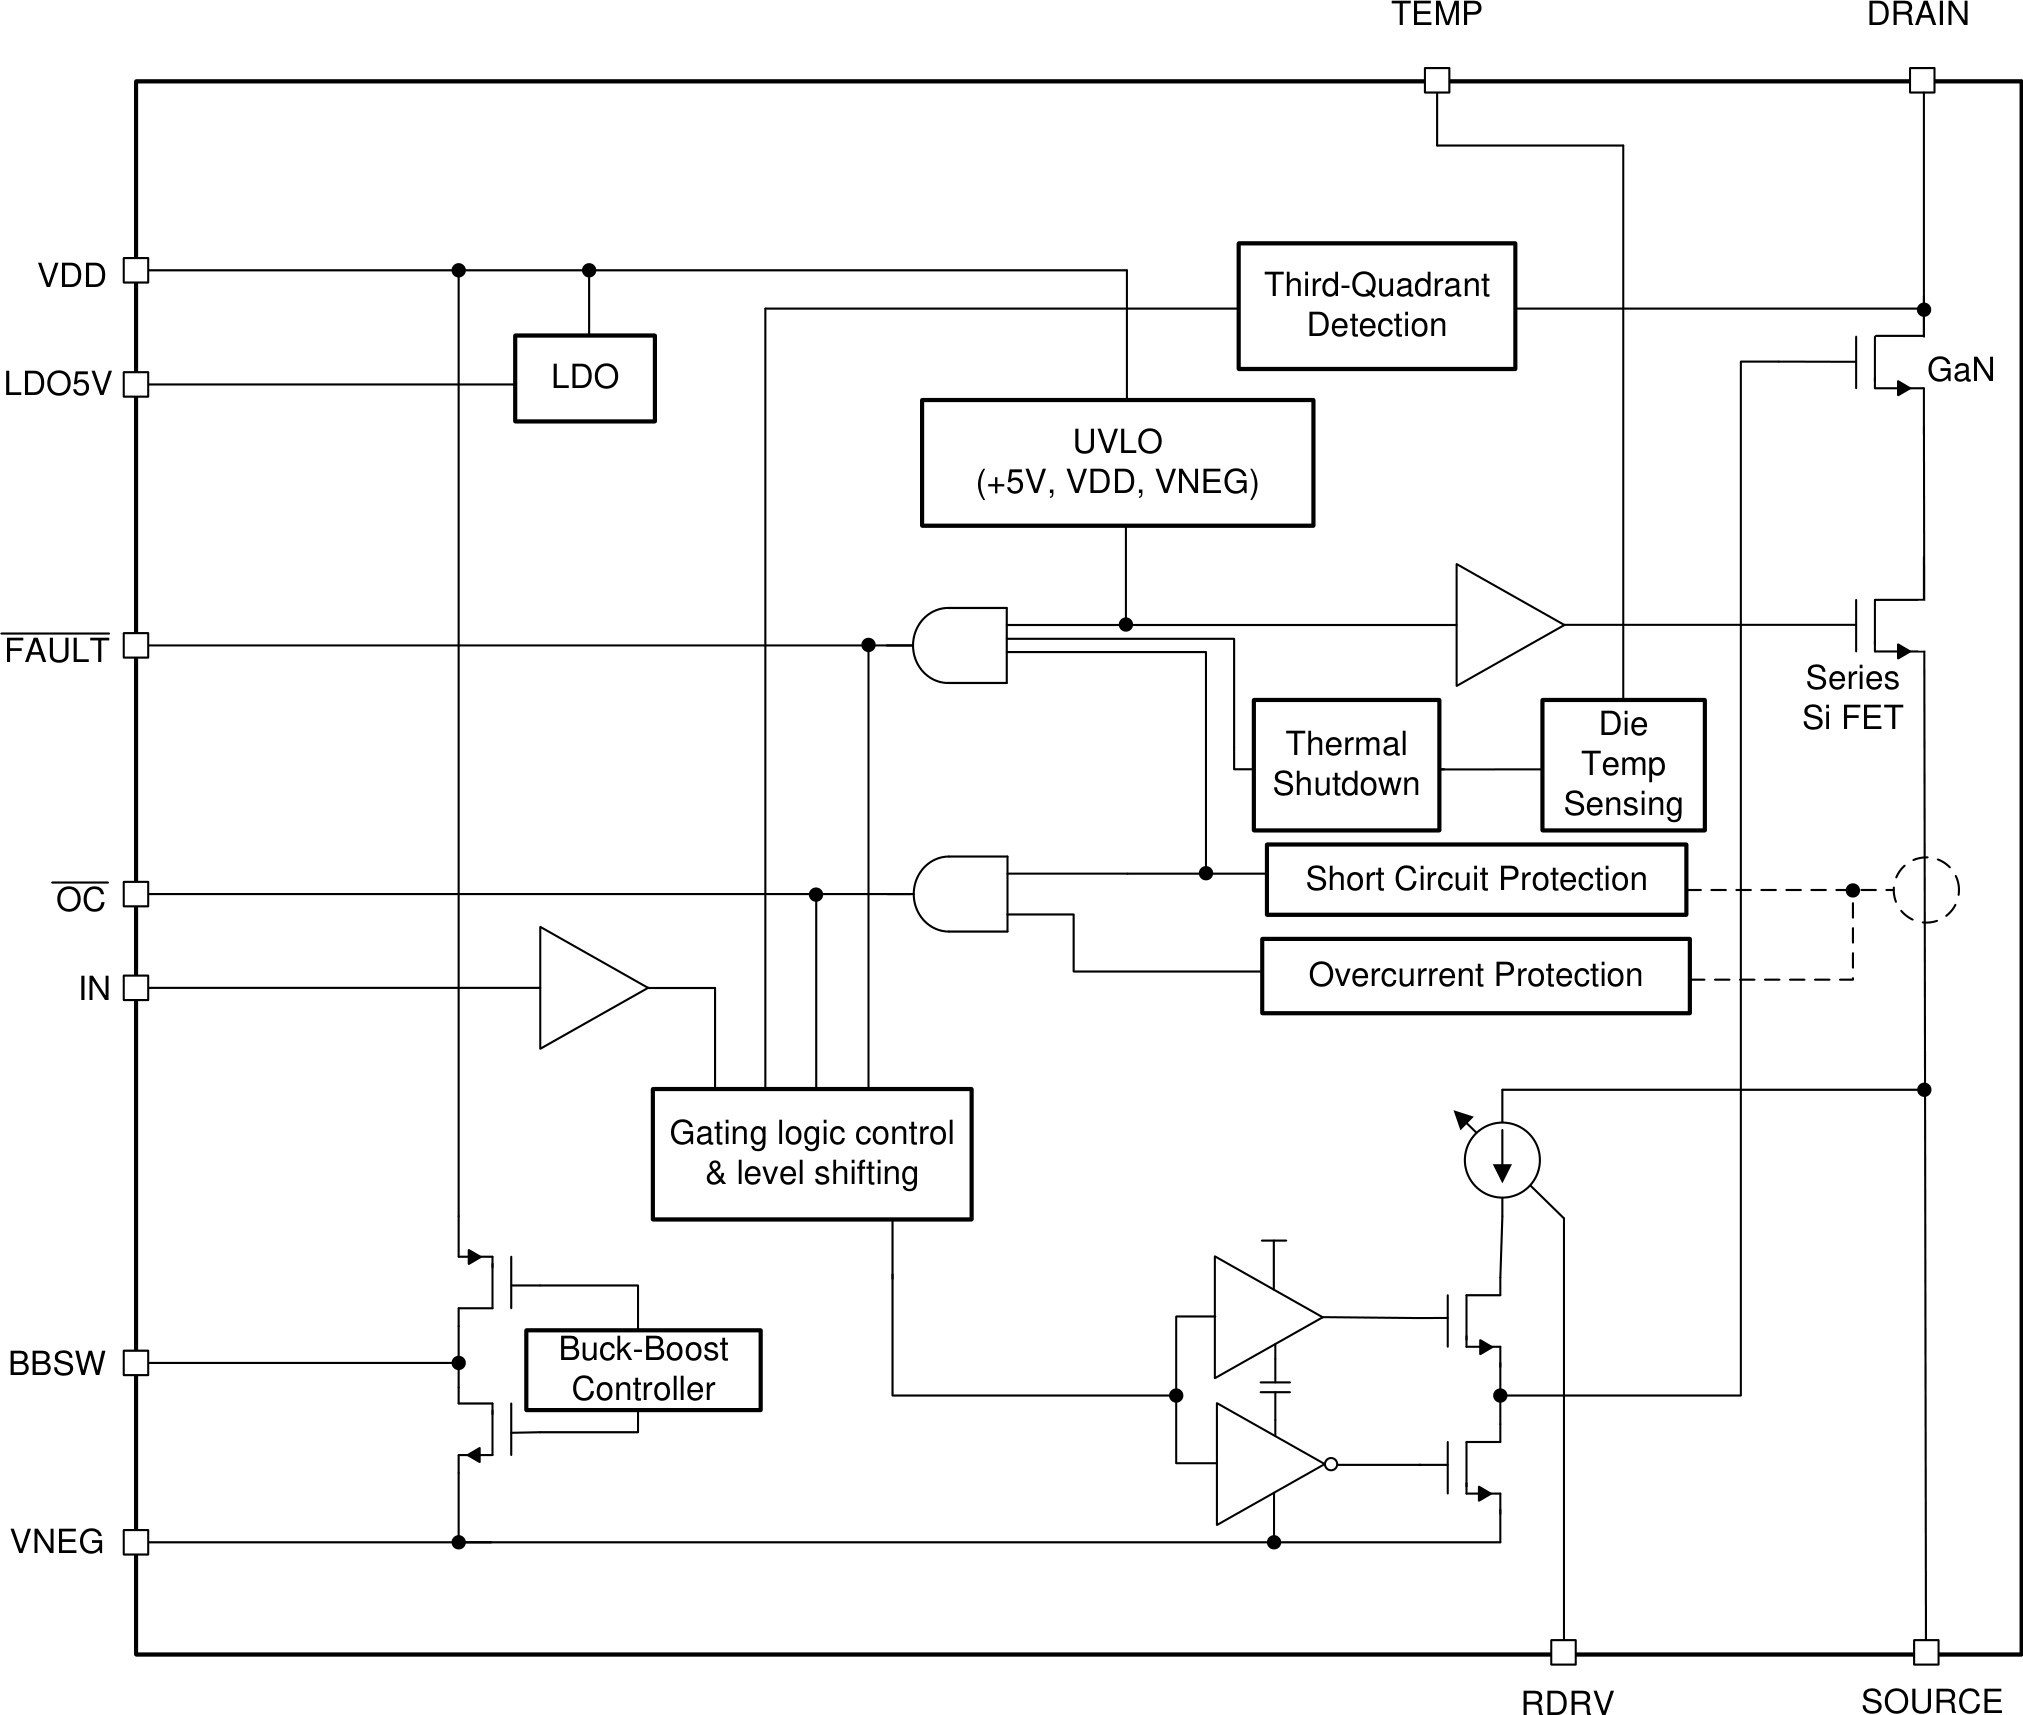 TEMP
DRAIN
VDD
Third-Quadrant
Detection
LDO5V
LDO
GaN
UVLO
(+5V, VDD, VNEG)
FAULT
Series
Si FET
Thermal
Shutdown
Die
Temp
Sensing
OC
Short Circuit Protection
IN
Overcurrent Protection
Gating logic control
& level shifting
BBSW
Buck-Boost
Controller
VNEG
RDRV
SOURCE